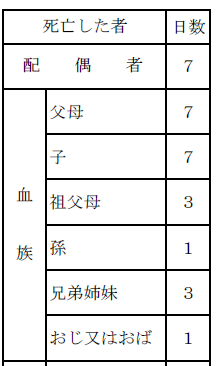 死亡した者 日数
配偶者 7
血族
父母 7
子 7
祖父母 3
孫 1
兄弟姉妹 3
おじ又はおば 1